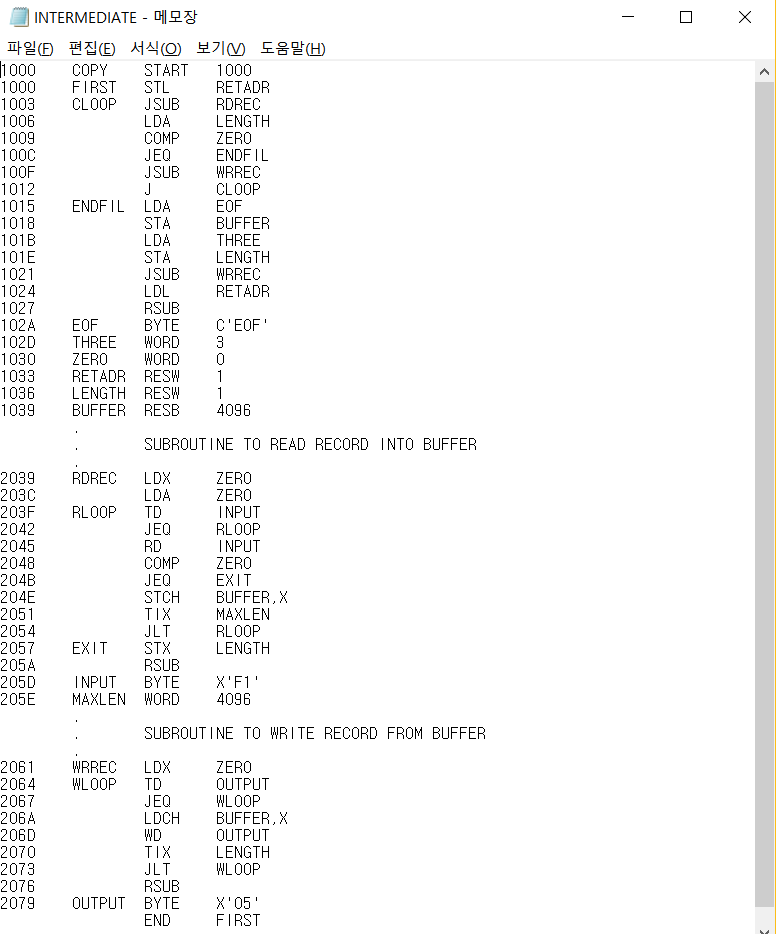 INTERMEDIATE - 메모장
파일(F) 편집(E) 서식(O) 보기(V) 도움말(H)
1000 COPY START 1000
1000 FIRST STL RETADR
1003 CLOOP JSUB RDREC
1006 LDA LENGTH
1009 COMP ZERO
100C JEQ ENDFIL
100F JSUB WRREC
1012 J CLOOP
1015 ENDFIL LDA EOF
1018 STA BUFFER
101B LDA THREE
101E STA LENGTH
1021 JSUB WRREC
1024 LDL RETADR
1027 RSUB
102A EOF BYTE C'EOF'
102D THREE WORD 3
1030 ZERO WORD 0
1033 RETADR RESW 1
1036 LENGTH RESW 1
1039 BUFFER RESB 4096
.
. SUBROUTINE TO READ RECORD INTO BUFFER
.
2039 RDREC LDX ZERO
203C LDA ZERO
203F RLOOP TD INPUT
2042 JEQ RLOOP
2045 RD INPUT
2048 COMP ZERO
204B JEQ EXIT
204E STCH BUFFER,X
2051 TIX MAXLEN
2054 JLT RLOOP
2057 EXIT STX LENGTH
205A RSUB
205D INPUT BYTE X'F1'
205E MAXLEN WORD 4096
.
. SUBROUTINE TO WRITE RECORD FROM BUFFER
.
2061 WRREC LDX ZERO
2064 WLOOP TD OUTPUT
2067 JEQ WLOOP
206A LDCH BUFFER,X
206D WD OUTPUT
2070 TIX LENGTH
2073 JLT WLOOP
2076 RSUB
2079 OUTPUT BYTE X'05'
END FIRST